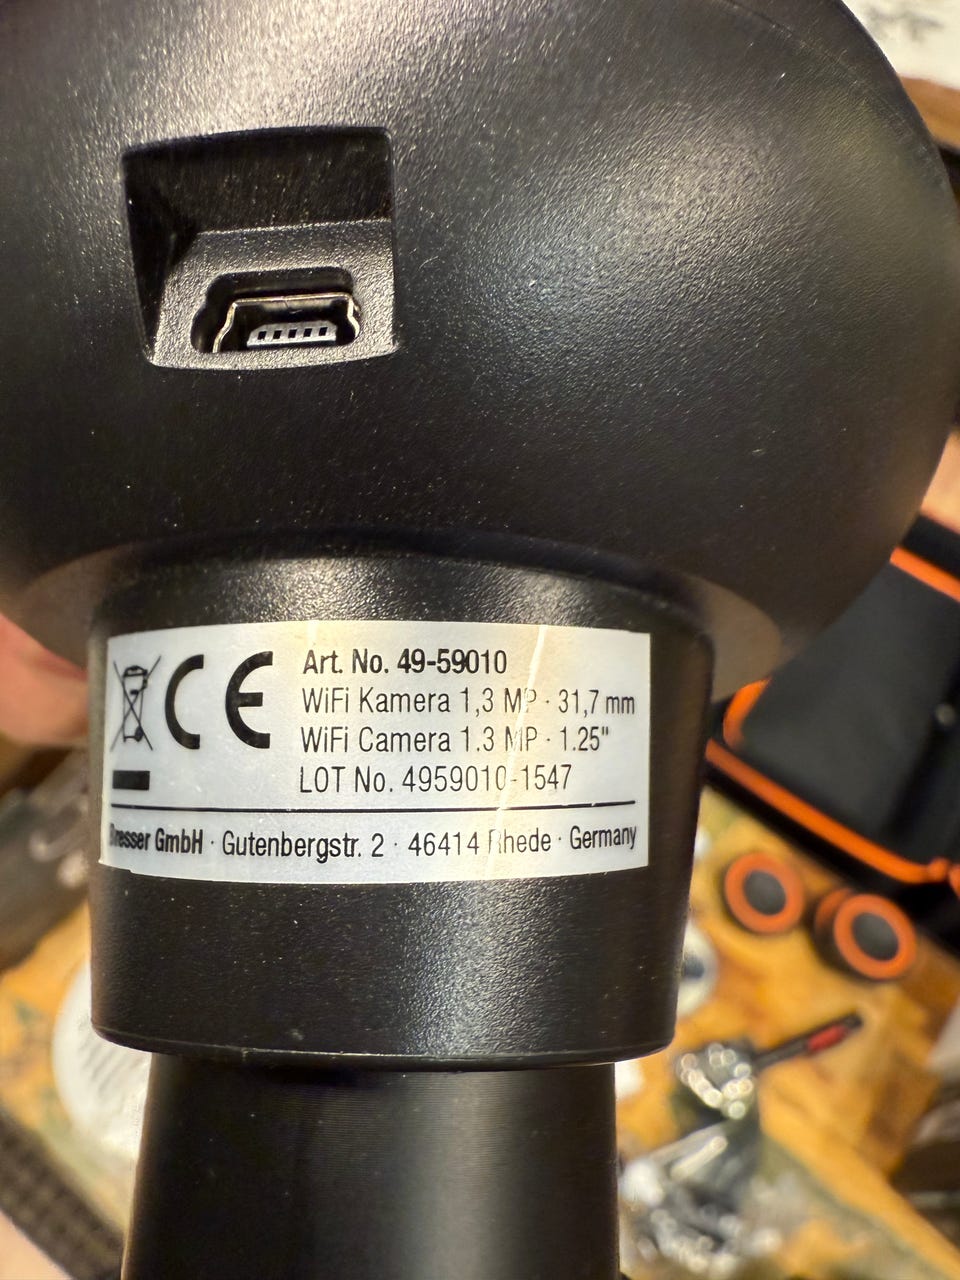 CE
Art. No. 49-59010
WiFi Kamera 1,3 MP · 31,7 mm
WiFi Camera 1.3 MP · 1.25"
LOT No. 4959010-1547
Bresser GmbH · Gutenbergstr. 2 · 46414 Rhede · Germany